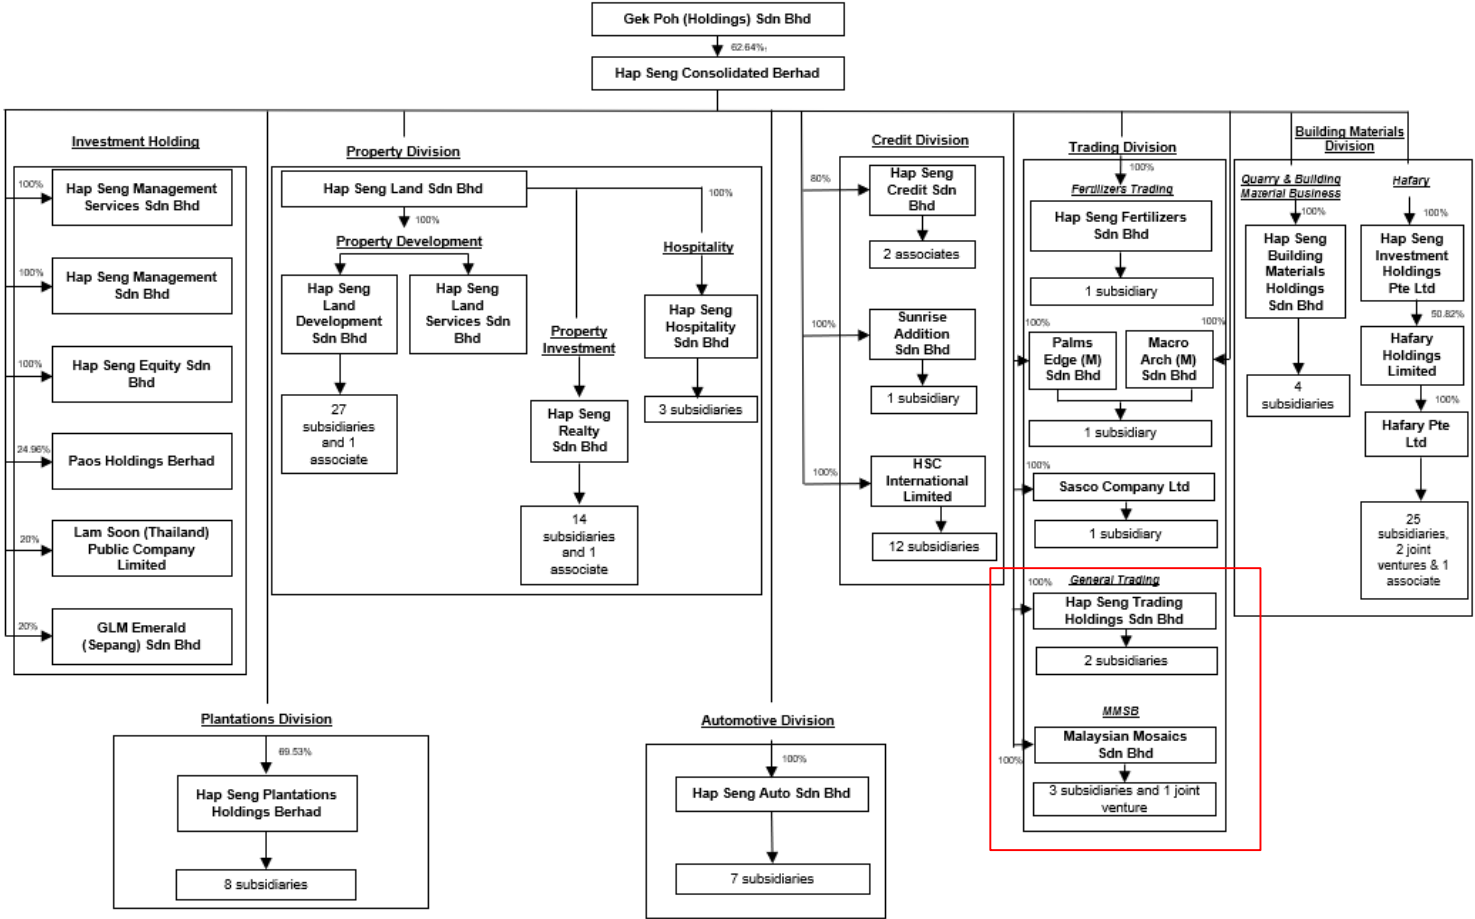 Gek Poh (Holdings) Sdn Bhd
62.64%
Hap Seng Consolidated Berhad
Investment Holding
100%
Hap Seng Management
Services Sdn Bhd
100%
Hap Seng Management
Sdn Bhd
100%
Hap Seng Equity Sdn
Bhd
24.96%
Paos Holdings Berhad
20%
Lam Soon (Thailand)
Public Company
Limited
20%
GLM Emerald
(Sepang) Sdn Bhd
Property Division
Hap Seng Land Sdn Bhd
100%
100%
Property Development
Hap Seng
Land
Development
Sdn Bhd
27
subsidiaries
and 1
associate
Hap Seng
Land
Services Sdn
Bhd
Property
Investment
Hap Seng
Realty
Sdn Bhd
14
subsidiaries
and 1
associate
Hospitality
Hap Seng
Hospitality
Sdn Bhd
3 subsidiaries
Credit Division
80%
Hap Seng
Credit Sdn
Bhd
2 associates
100%
Sunrise
Addition
Sdn Bhd
1 subsidiary
100%
HSC
International
Limited
12 subsidiaries
Trading Division
100%
Fertilizers Trading
Hap Seng Fertilizers
Sdn Bhd
1 subsidiary
100%
Palms
Edge (M)
Sdn Bhd
100%
Macro
Arch (M)
Sdn Bhd
1 subsidiary
100%
Sasco Company Ltd
1 subsidiary
General Trading
100%
Hap Seng Trading
Holdings Sdn Bhd
2 subsidiaries
MMSB
100%
Malaysian Mosaics
Sdn Bhd
3 subsidiaries and 1 joint
venture
Building Materials
Division
Quarry & Building
Material Business
100%
Hap Seng
Building
Materials
Holdings
Sdn Bhd
4
subsidiaries
Hafary
100%
Hap Seng
Investment
Holdings
Pte Ltd
50.82%
Hafary
Holdings
Limited
100%
Hafary Pte
Ltd
25
subsidiaries,
2 joint
ventures & 1
associate
Plantations Division
69.53%
Hap Seng Plantations
Holdings Berhad
8 subsidiaries
Automotive Division
100%
Hap Seng Auto Sdn Bhd
7 subsidiaries